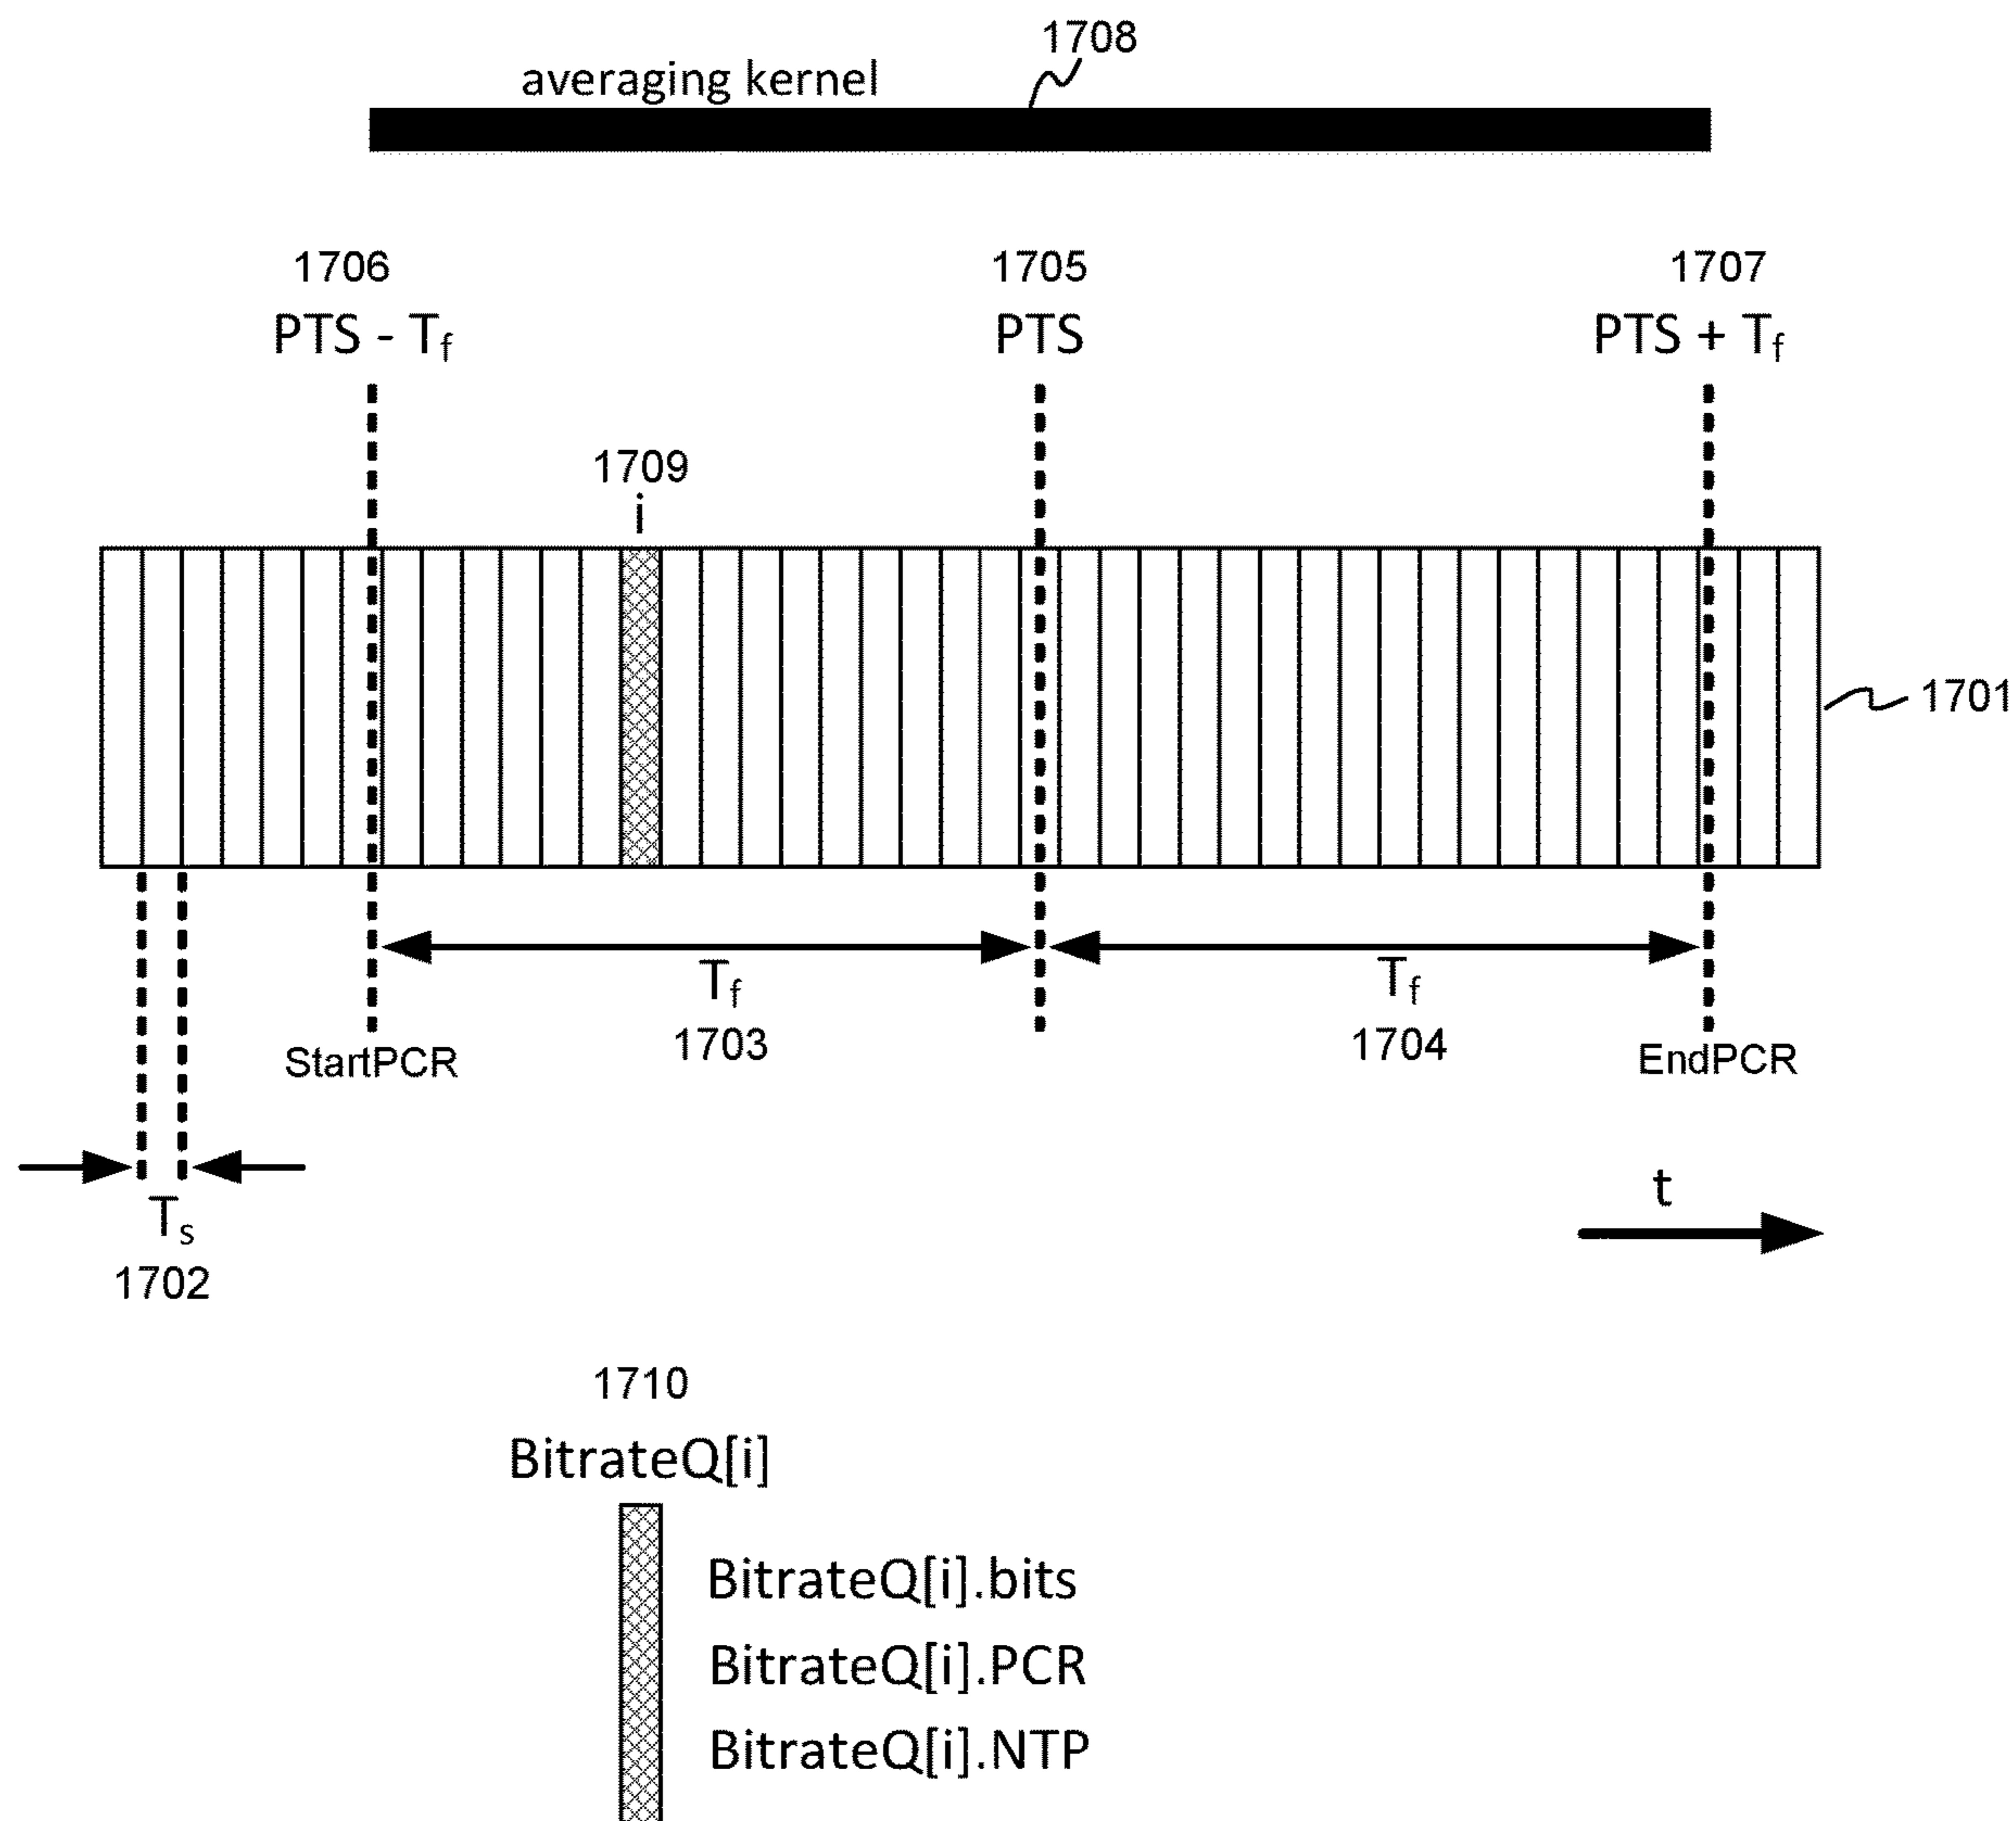 1708
averaging kernel
1706
1705
1707
PTS - Tf
PTS
PTS + Tf
1709
i
1701
Tf
Tf
1703
1704
StartPCR
EndPCR
Ts
t
1702
1710
BitrateQ[i]
BitrateQ[i].bits
BitrateQ[i].PCR
BitrateQ[i].NTP